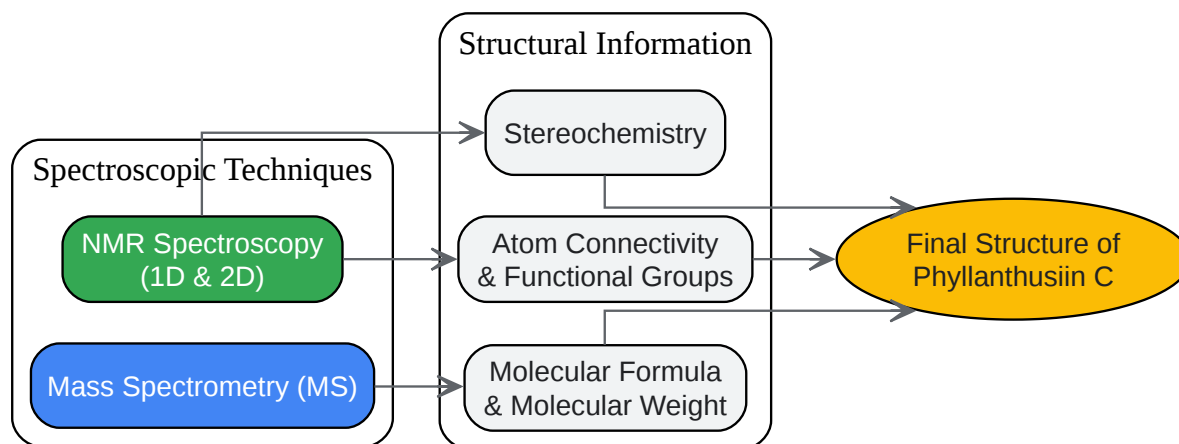 Structural Information
Stereochemistry
Spectroscopic Techniques
NMR Spectroscopy
(1D & 2D)
Atom Connectivity
& Functional Groups
Final Structure of
Phyllanthusiin C
Mass Spectrometry (MS)
Molecular Formula
& Molecular Weight